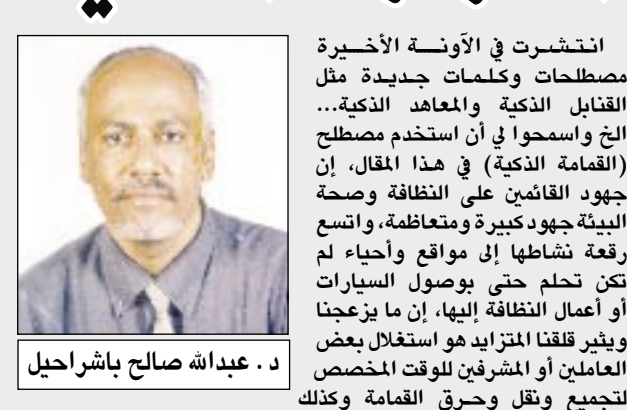 انتشرت في الآونة الأخيرة
مصطلحات وكلمات جديدة مثل
القنابل الذكية والمعاهد الذكية...
الخ واسمحوا لي أن استخدم مصطلح
(القمامة الذكية) في هذا المقال، إن
جهود القائمين على النظافة وصحة
البيئة جهود كبيرة ومتعاظمة، واتسع
رقعة نشاطها إلى مواقع وأحياء لم
تكن تحلم حتى بوصول السيارات
أو أعمال النظافة إليها، إن ما يزعجنا
ويثير قلقنا المتزايد هو استغلال بعض
العاملين أو المشرفين للوقت المخصص
لتجميع ونقل وحرق القمامة وكذلك
د . عبدالله صالح باشراحيل